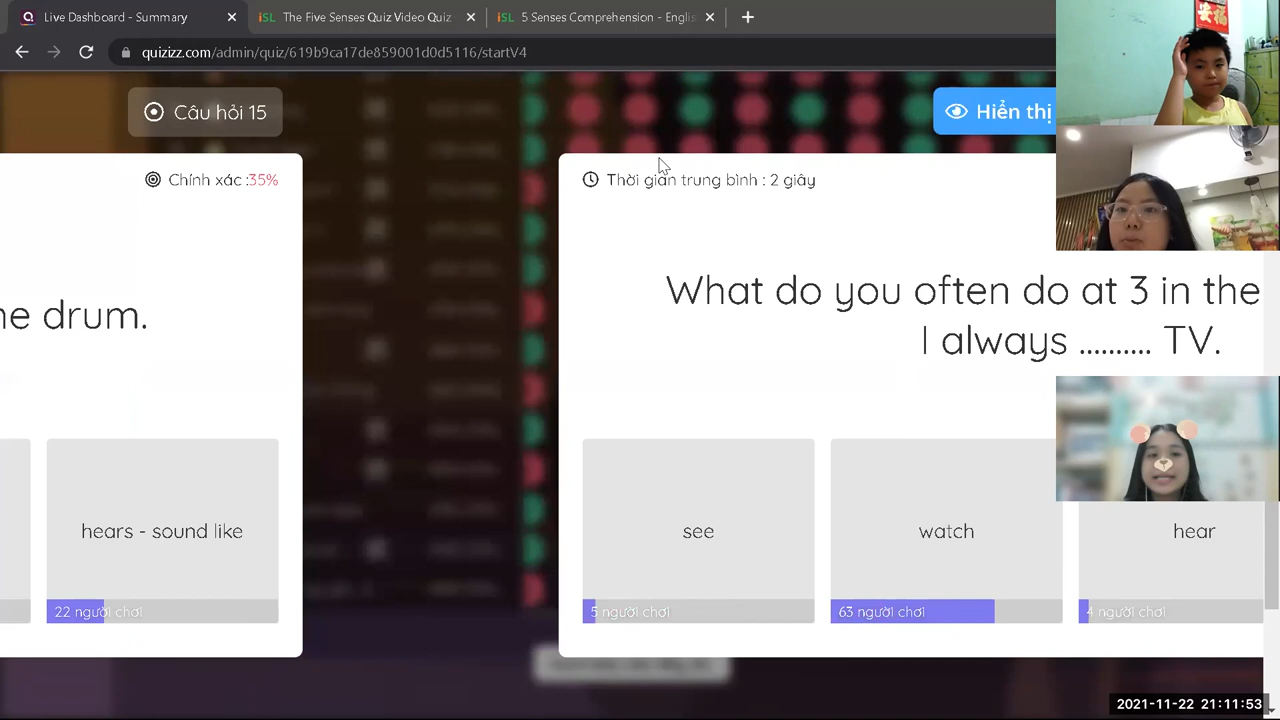 Live Dashboard - Summary
iSL The Five Senses Quiz Video Quiz
iSL 5 Senses Comprehension - Englis
quizizz.com/admin/quiz/619b9ca17de859001d0d5116/startV4
Câu hỏi 15
Hiển thị
Chính xác :35%
Thời gian trung bình : 2 giây
ne drum.
What do you often do at 3 in the
I always .......... TV.
hears - sound like
see
watch
hear
22 người chơi
5 người chơi
63 người chơi
4 người chơi
2021-11-22 21:11:53